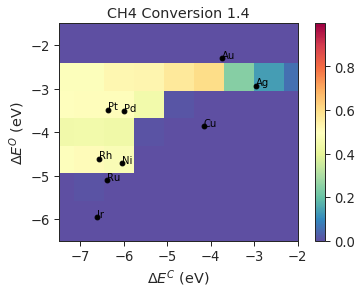 CH4 Conversion 1.4
−2
−3
−4
−5
−6
ΔE^O (eV)
Au
Ag
Pt
Pd
Cu
Rh
Ni
Ru
Ir
−7
−6
−5
−4
−3
−2
ΔE^C (eV)
0.8
0.6
0.4
0.2
0.0